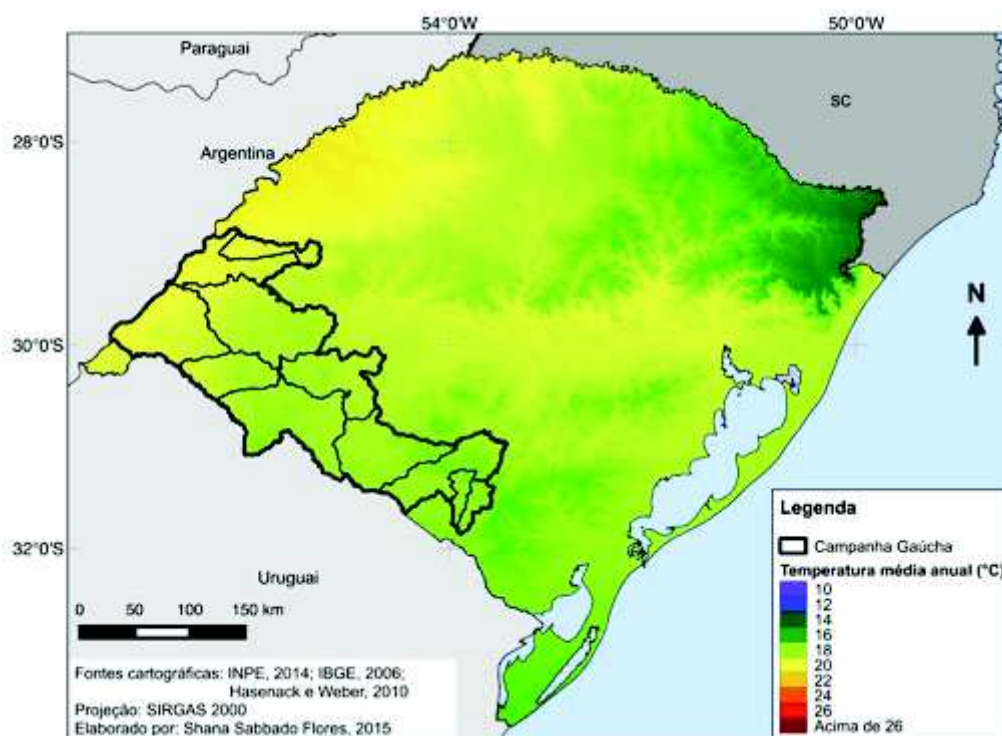 54°0'W
50°0'W
Paraguai
SC
28°0'S
Argentina
N
30°0'S
32°0'S
Uruguai
0 50 100 150 km
Fontes cartográficas: INPE, 2014; IBGE, 2006;
Hasenack e Weber, 2010
Projeção: SIRGAS 2000
Elaborado por: Shana Sabbado Flores, 2015
Legenda
Campanha Gaúcha
Temperatura média anual (°C)
10
12
14
16
18
20
22
24
26
Acima de 26